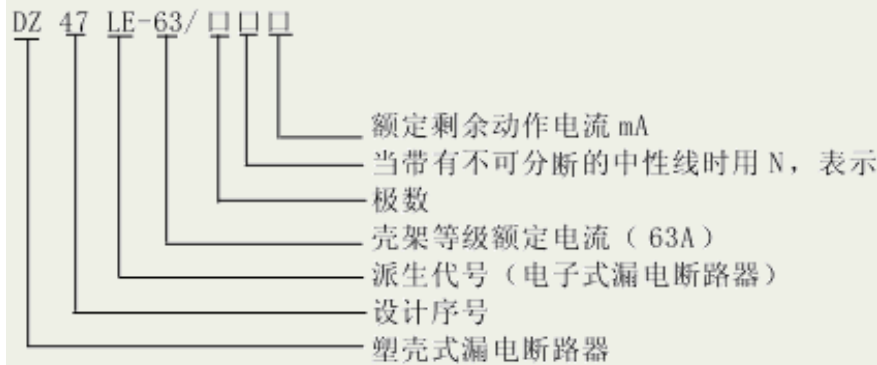 DZ 47 LE-63/口口口
额定剩余动作电流 mA
当带有不可分断的中性线时用 N，表示
极数
壳架等级额定电流（63A）
派生代号（电子式漏电断路器）
设计序号
塑壳式漏电断路器